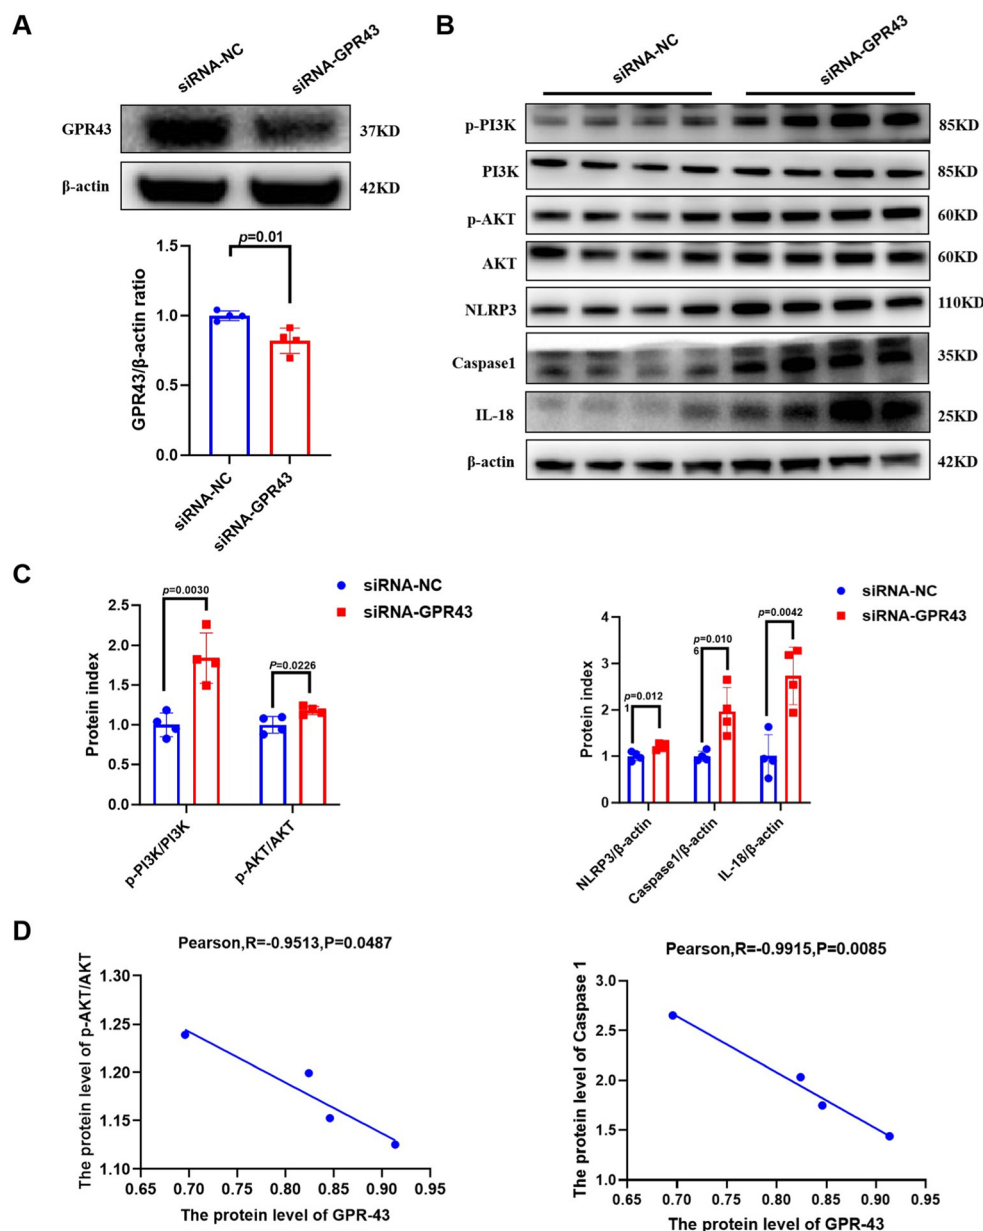 A
siRNA-NC
siRNA-GPR43
GPR43
37KD
β-actin
42KD
p=0.01
1.5
1.0
0.5
0.0
GPR43/β-actin ratio
siRNA-NC
siRNA-GPR43
B
siRNA-NC
siRNA-GPR43
p-PI3K
85KD
PI3K
85KD
p-AKT
60KD
AKT
60KD
NLRP3
110KD
Caspase1
35KD
IL-18
25KD
β-actin
42KD
C
siRNA-NC
siRNA-GPR43
p=0.0030
P=0.0226
2.5
2.0
1.5
1.0
0.5
0.0
Protein index
p-PI3K/PI3K
p-AKT/AKT
siRNA-NC
siRNA-GPR43
p=0.012
1
p=0.010
6
p=0.0042
4
3
2
1
0
Protein index
NLRP3/β-actin
Caspase1/β-actin
IL-18/β-actin
D
Pearson,R=-0.9513,P=0.0487
The protein level of p-AKT/AKT
1.30
1.25
1.20
1.15
1.10
0.65 0.70 0.75 0.80 0.85 0.90 0.95
The protein level of GPR-43
Pearson,R=-0.9915,P=0.0085
The protein level of Caspase 1
3.0
2.5
2.0
1.5
1.0
0.65 0.70 0.75 0.80 0.85 0.90 0.95
The protein level of GPR-43